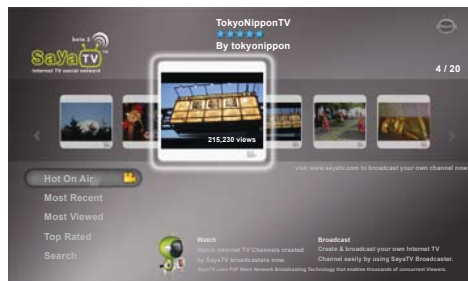 TokyoNipponTV
By tokyonippon
beta 2
SaYa TV
Internet TV social network
4 / 20
215,230 views
visit www.sayatv.com to broadcast your own channel now
Hot On Air
Most Recent
Most Viewed
Top Rated
Search
Watch
Watch Internet TV Channels created
by SayaTV broadcasters now.
Broadcast
Create & broadcast your own Internet TV
Channel easily by using SayaTV Broadcaster.
SayaTV uses P2P Mesh Network Broadcasting Technology that enables thousands of concurrent Viewers.